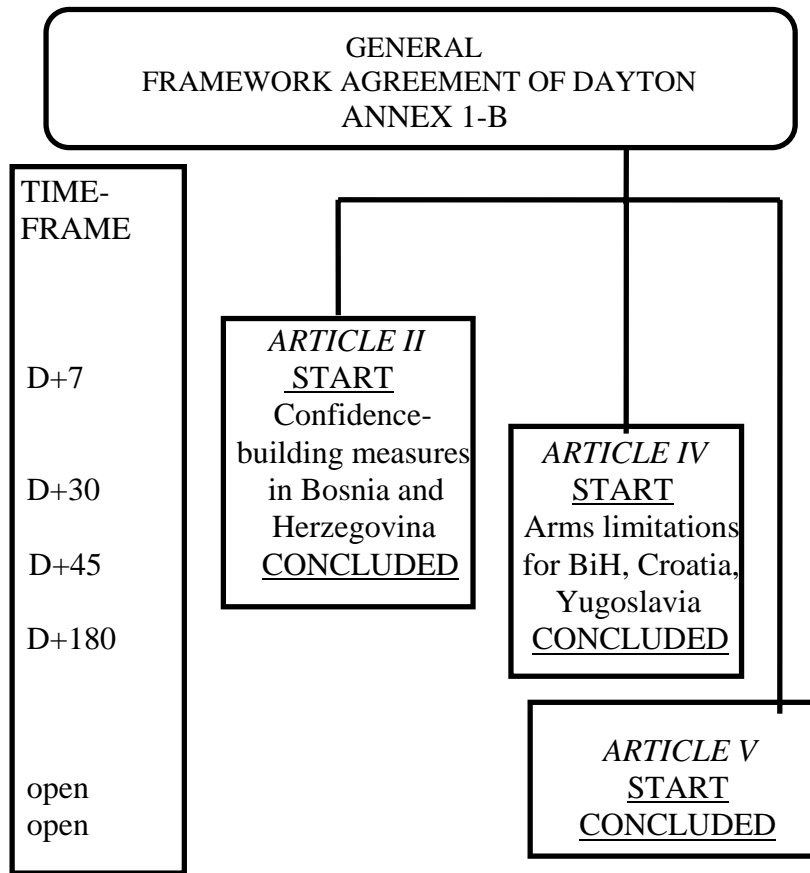 GENERAL
FRAMEWORK AGREEMENT OF DAYTON
ANNEX 1-B
TIME-
FRAME
D+7
D+30
D+45
D+180
open
open
ARTICLE II
START
Confidence-
building measures
in Bosnia and
Herzegovina
CONCLUDED
ARTICLE IV
START
Arms limitations
for BiH, Croatia,
Yugoslavia
CONCLUDED
ARTICLE V
START
CONCLUDED